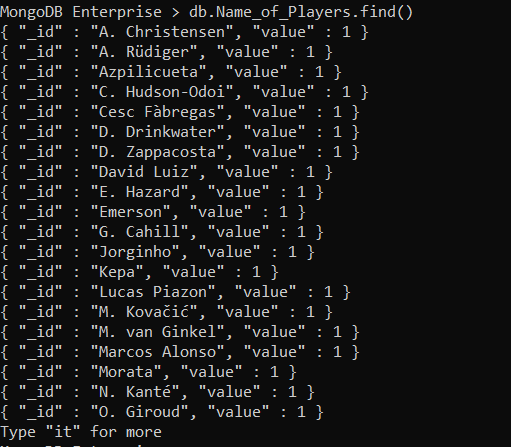 MongoDB Enterprise > db.Name_of_Players.find()
{ "_id" : "A. Christensen", "value" : 1 }
{ "_id" : "A. Rüdiger", "value" : 1 }
{ "_id" : "Azpilicueta", "value" : 1 }
{ "_id" : "C. Hudson-Odoi", "value" : 1 }
{ "_id" : "Cesc Fàbregas", "value" : 1 }
{ "_id" : "D. Drinkwater", "value" : 1 }
{ "_id" : "D. Zappacosta", "value" : 1 }
{ "_id" : "David Luiz", "value" : 1 }
{ "_id" : "E. Hazard", "value" : 1 }
{ "_id" : "Emerson", "value" : 1 }
{ "_id" : "G. Cahill", "value" : 1 }
{ "_id" : "Jorginho", "value" : 1 }
{ "_id" : "Kepa", "value" : 1 }
{ "_id" : "Lucas Piazon", "value" : 1 }
{ "_id" : "M. Kovačić", "value" : 1 }
{ "_id" : "M. van Ginkel", "value" : 1 }
{ "_id" : "Marcos Alonso", "value" : 1 }
{ "_id" : "Morata", "value" : 1 }
{ "_id" : "N. Kanté", "value" : 1 }
{ "_id" : "O. Giroud", "value" : 1 }
Type "it" for more